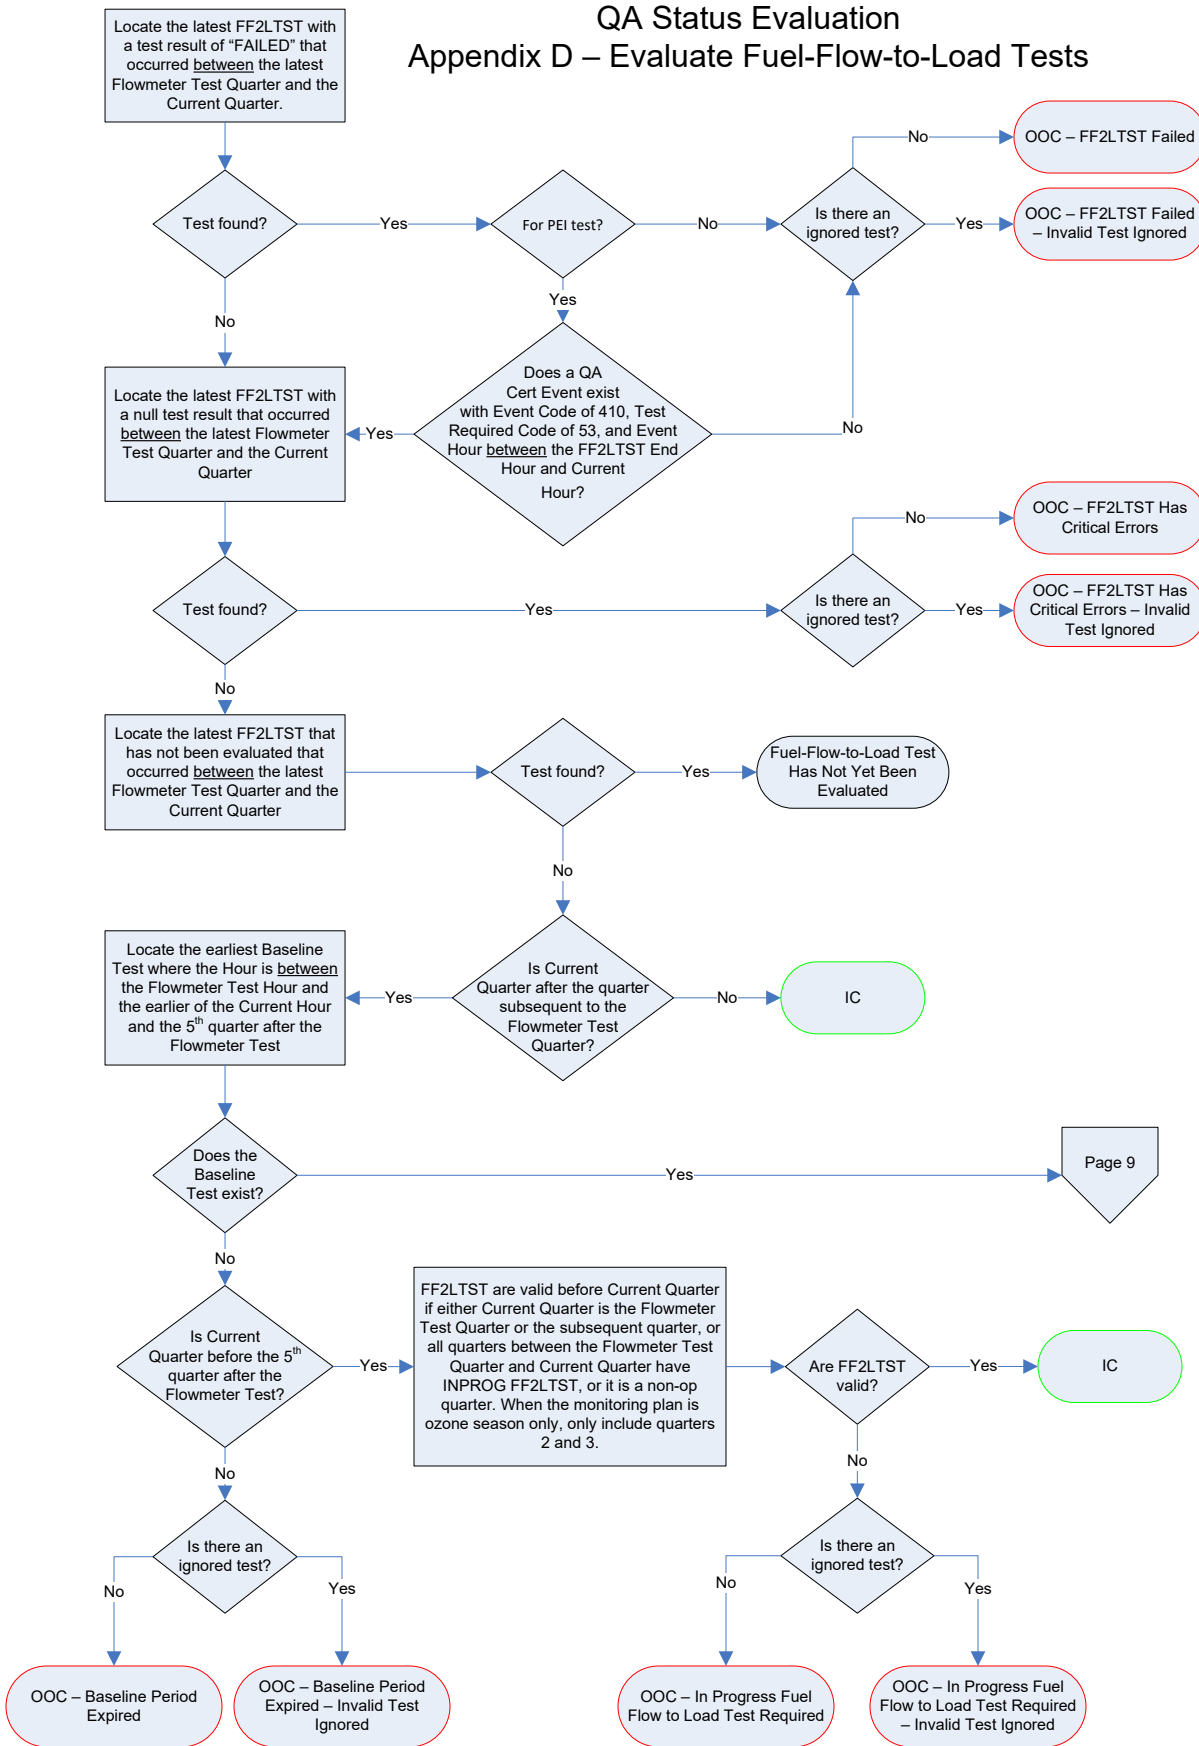 QA Status Evaluation
Appendix D – Evaluate Fuel-Flow-to-Load Tests
Locate the latest FF2LTST with
a test result of “FAILED” that
occurred between the latest
Flowmeter Test Quarter and the
Current Quarter.
Test found?
Yes
For PEI test?
No
Is there an
ignored test?
No
OOC – FF2LTST Failed
Yes
OOC – FF2LTST Failed
– Invalid Test Ignored
No
Yes
Does a QA
Cert Event exist
with Event Code of 410, Test
Required Code of 53, and Event
Hour between the FF2LTST End
Hour and Current
Hour?
Yes
No
Locate the latest FF2LTST with
a null test result that occurred
between the latest Flowmeter
Test Quarter and the Current
Quarter
Test found?
Yes
Is there an
ignored test?
No
OOC – FF2LTST Has
Critical Errors
Yes
OOC – FF2LTST Has
Critical Errors – Invalid
Test Ignored
No
Locate the latest FF2LTST that
has not been evaluated that
occurred between the latest
Flowmeter Test Quarter and the
Current Quarter
Test found?
Yes
Fuel-Flow-to-Load Test
Has Not Yet Been
Evaluated
No
Is Current
Quarter after the quarter
subsequent to the
Flowmeter Test
Quarter?
No
IC
Yes
Locate the earliest Baseline
Test where the Hour is between
the Flowmeter Test Hour and
the earlier of the Current Hour
and the 5th quarter after the
Flowmeter Test
Does the
Baseline
Test exist?
Yes
Page 9
No
Is Current
Quarter before the 5th
quarter after the
Flowmeter Test?
Yes
FF2LTST are valid before Current Quarter
if either Current Quarter is the Flowmeter
Test Quarter or the subsequent quarter, or
all quarters between the Flowmeter Test
Quarter and Current Quarter have
INPROG FF2LTST, or it is a non-op
quarter. When the monitoring plan is
ozone season only, only include quarters
2 and 3.
Are FF2LTST
valid?
Yes
IC
No
No
Is there an
ignored test?
No
Yes
Is there an
ignored test?
No
Yes
OOC – Baseline Period
Expired
OOC – Baseline Period
Expired – Invalid Test
Ignored
OOC – In Progress Fuel
Flow to Load Test Required
OOC – In Progress Fuel
Flow to Load Test Required
– Invalid Test Ignored